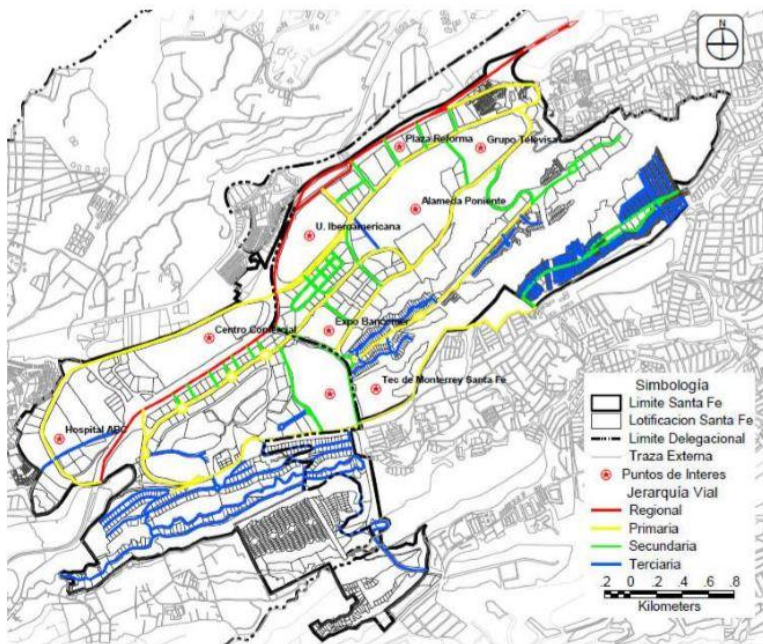 N
Plaza Reforma
Grupo Televisa
Alameda Poniente
U. Iberoamericana
Centro Comercial
Expo Bancomer
Tec de Monterrey Santa Fe
Hospital ABC
Simbología
Limite Santa Fe
Lotificacion Santa Fe
Limite Delegacional
Traza Externa
Puntos de Interes
Jerarquía Vial
Regional
Primaria
Secundaria
Terciaria
.2 0 .2 .4 .6 .8
Kilometers